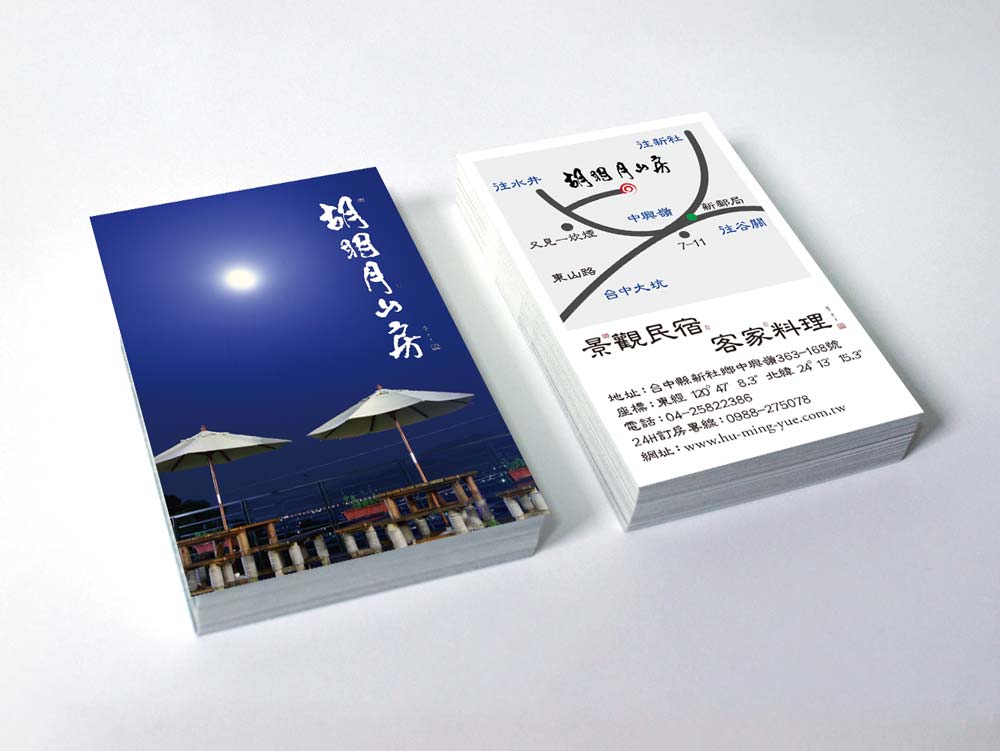 胡明月山房
往新社
往水井
胡明月山房
新郵局
中興嶺
往谷關
又見一炊煙
7-11
東山路
台中大坑
景觀民宿 客家料理
地址：台中縣新社鄉中興嶺363-168號
座標：東經 120° 47' 8.3" 北緯 24° 13' 15.3"
電話：04-25822386
24H訂房專線：0988-275078
網址：www.hu-ming-yue.com.tw